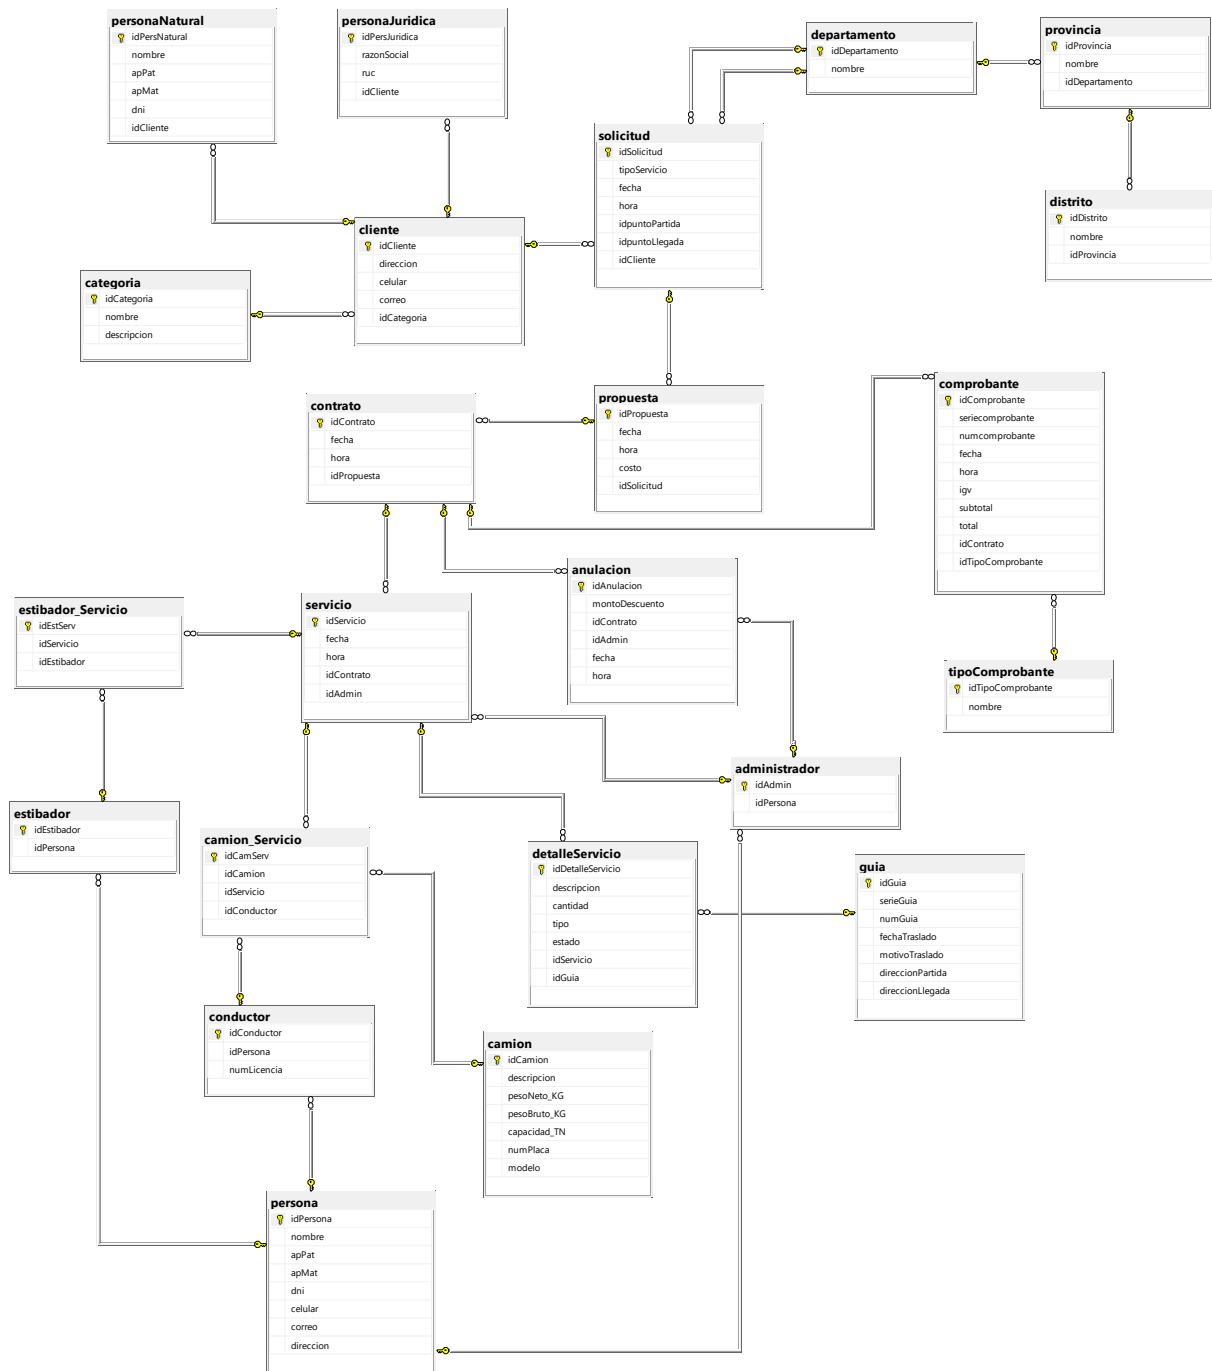 personaNatural
idPersNatural
nombre
apPat
apMat
dni
idCliente
personaJuridica
idPersJuridica
razonSocial
ruc
idCliente
departamento
idDepartamento
nombre
provincia
idProvincia
nombre
idDepartamento
solicitud
idSolicitud
tipoServicio
fecha
hora
idpuntoPartida
idpuntoLlegada
idCliente
distrito
idDistrito
nombre
idProvincia
cliente
idCliente
direccion
celular
correo
idCategoria
categoria
idCategoria
nombre
descripcion
contrato
idContrato
fecha
hora
idPropuesta
propuesta
idPropuesta
fecha
hora
costo
idSolicitud
comprobante
idComprobante
seriecomprobante
numcomprobante
fecha
hora
igv
subtotal
total
idContrato
idTipoComprobante
anulacion
idAnulacion
montoDescuento
idContrato
idAdmin
fecha
hora
estibador_Servicio
idEstServ
idServicio
idEstibador
servicio
idServicio
fecha
hora
idContrato
idAdmin
tipoComprobante
idTipoComprobante
nombre
administrador
idAdmin
idPersona
estibador
idEstibador
idPersona
camion_Servicio
idCamServ
idCamion
idServicio
idConductor
detalleServicio
idDetalleServicio
descripcion
cantidad
tipo
estado
idServicio
idGuia
guia
idGuia
serieGuia
numGuia
fechaTraslado
motivoTraslado
direccionPartida
direccionLlegada
conductor
idConductor
idPersona
numLicencia
camion
idCamion
descripcion
pesoNeto_KG
pesoBruto_KG
capacidad_TN
numPlaca
modelo
persona
idPersona
nombre
apPat
apMat
dni
celular
correo
direccion